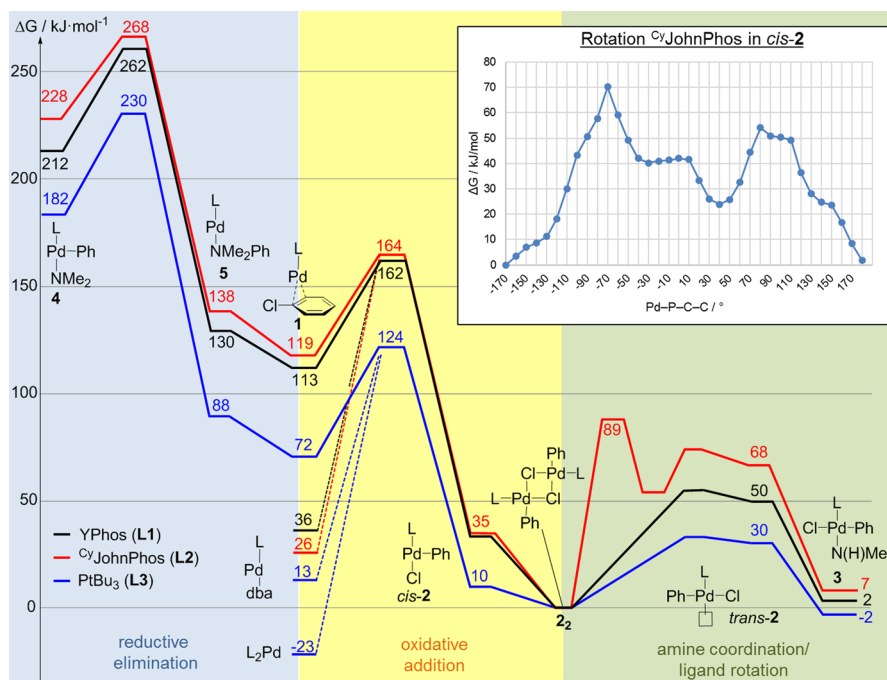 ΔG / kJ·mol⁻¹
250
200
150
100
50
0
228
268
262
230
212
182
L
Pd–Ph
NMe₂
4
L
Pd
NMe₂Ph
5
138
130
88
L
Pd
Cl
1
119
113
72
164
162
124
36
26
13
-23
L
Pd
dba
L₂Pd
YPhos (L1)
CyJohnPhos (L2)
PtBu₃ (L3)
L
Pd–Ph
Cl
cis-2
35
10
Ph
Cl–Pd–L
L–Pd–Cl
Ph
2₂
89
68
50
30
L
Ph–Pd–Cl
trans-2
L
Cl–Pd–Ph
N(H)Me
3
7
2
-2
reductive
elimination
oxidative
addition
amine coordination/
ligand rotation
Rotation CyJohnPhos in cis-2
ΔG / kJ/mol
80
70
60
50
40
30
20
10
0
-170
-150
-130
-110
-90
-70
-50
-30
-10
10
30
50
70
90
110
130
150
170
Pd–P–C–C / °